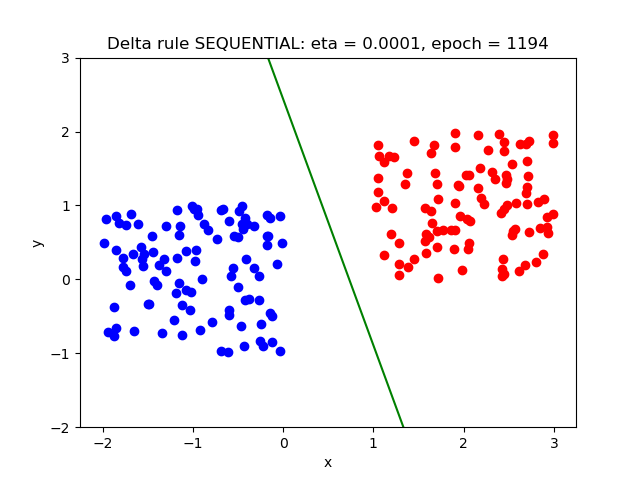 Delta rule SEQUENTIAL: eta = 0.0001, epoch = 1194
3
2
1
0
−1
−2
y
−2 −1 0 1 2 3
x